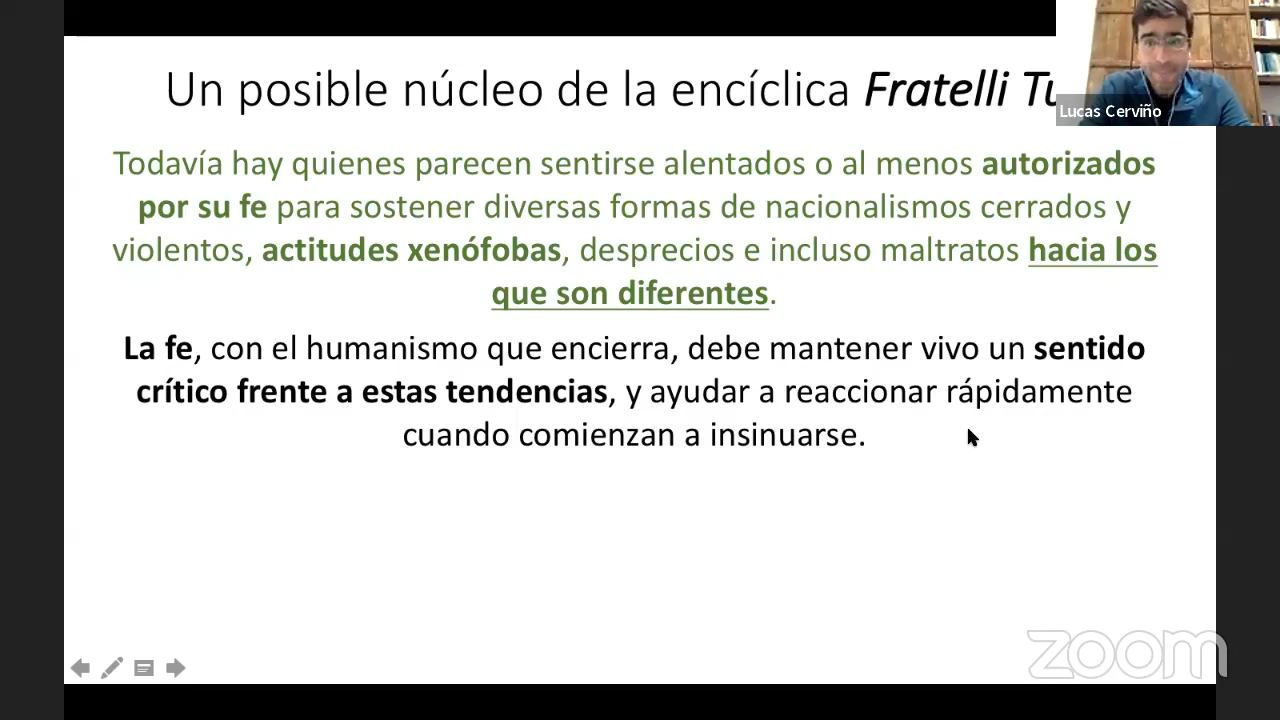 Un posible núcleo de la encíclica Fratelli Tu
Lucas Cerviño
Todavía hay quienes parecen sentirse alentados o al menos autorizados
por su fe para sostener diversas formas de nacionalismos cerrados y
violentos, actitudes xenófobas, desprecios e incluso maltratos hacia los
que son diferentes.
La fe, con el humanismo que encierra, debe mantener vivo un sentido
crítico frente a estas tendencias, y ayudar a reaccionar rápidamente
cuando comienzan a insinuarse.
zoom